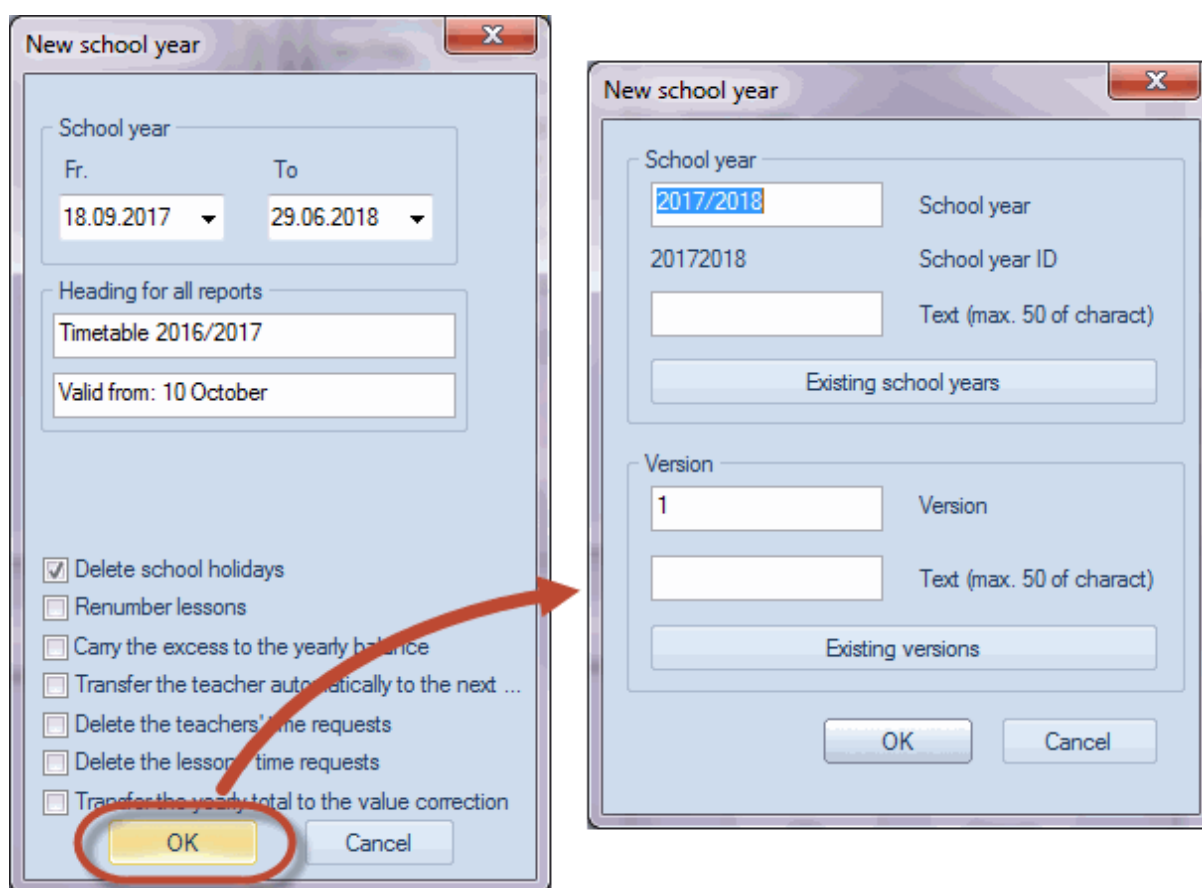 New school year
School year
Fr. To
18.09.2017 29.06.2018
Heading for all reports
Timetable 2016/2017
Valid from: 10 October
Delete school holidays
Renumber lessons
Carry the excess to the yearly balance
Transfer the teacher automatically to the next ...
Delete the teachers' time requests
Delete the lessons' time requests
Transfer the yearly total to the value correction
OK Cancel
New school year
School year
2017/2018 School year
20172018 School year ID
Text (max. 50 of charact)
Existing school years
Version
1 Version
Text (max. 50 of charact)
Existing versions
OK Cancel